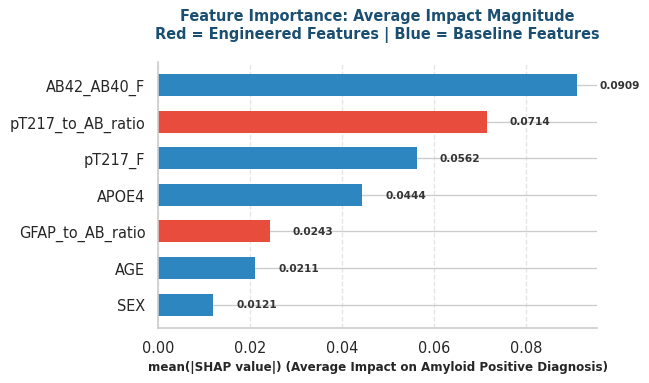 Feature Importance: Average Impact Magnitude
Red = Engineered Features | Blue = Baseline Features
AB42_AB40_F 0.0909
pT217_to_AB_ratio 0.0714
pT217_F 0.0562
APOE4 0.0444
GFAP_to_AB_ratio 0.0243
AGE 0.0211
SEX 0.0121
0.00 0.02 0.04 0.06 0.08
mean(|SHAP value|) (Average Impact on Amyloid Positive Diagnosis)